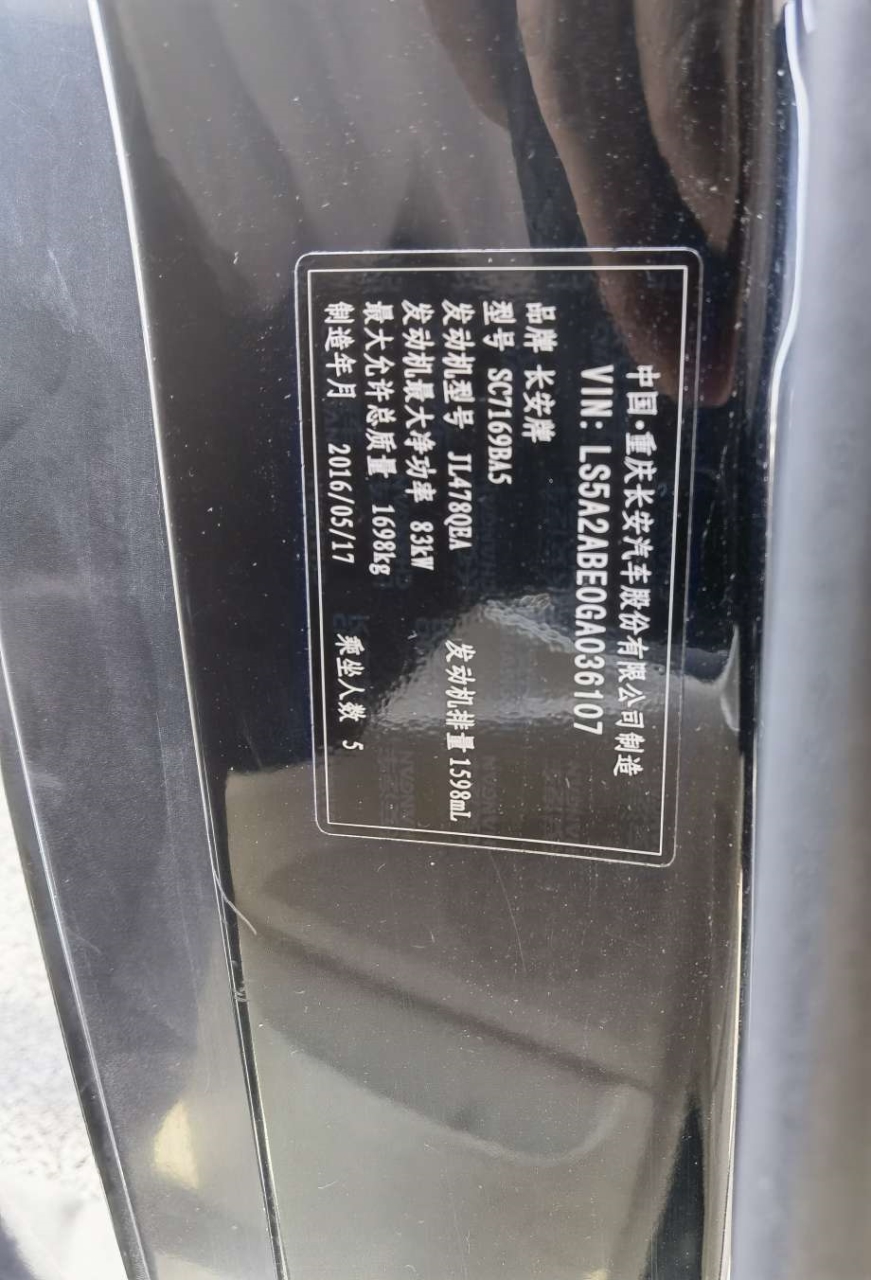 中国·重庆长安汽车股份有限公司制造
VIN: LS5A2ABE0GA036107
品牌 长安牌
型号 SC7169BA5
发动机型号 JL478QEA 发动机排量 1598mL
发动机最大净功率 83kW
最大允许总质量 1698kg
制造年月 2016/05/17 乘坐人数 5